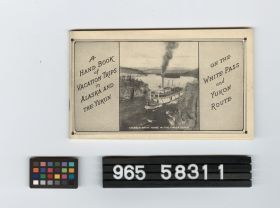 A
HAND BOOK
of
VACATION TRIPS
in
ALASKA AND
THE YUKON
ON THE
WHITE PASS
AND
YUKON
ROUTE
965 5831 1